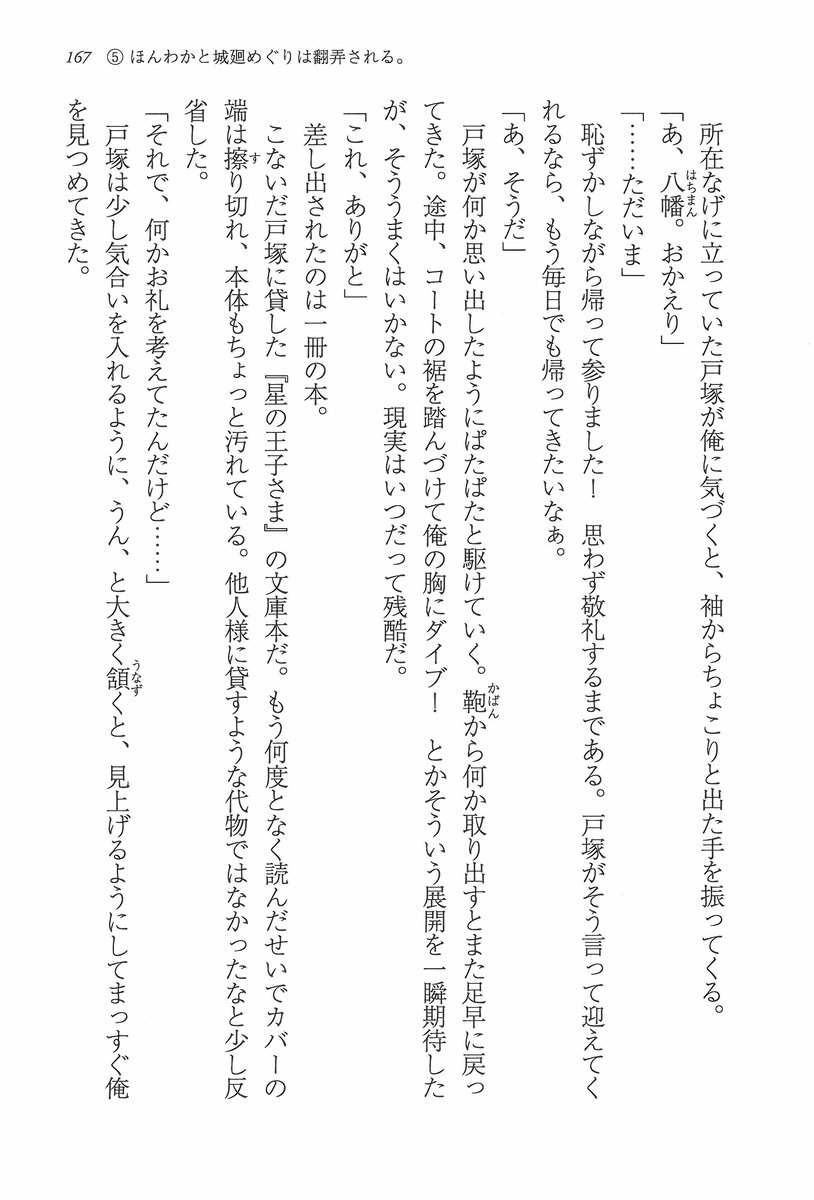 167 ⑤ほんわかと城廻めぐりは翻弄される。
所在なげに立っていた戸塚が俺に気づくと、袖からちょこりと出た手を振ってくる。
「あ、八幡。おかえり」
はちまん
「……ただいま」
恥ずかしながら帰って参りました！　思わず敬礼するまである。戸塚がそう言って迎えてく
れるなら、もう毎日でも帰ってきたいなぁ。
「あ、そうだ」
戸塚が何か思い出したようにぱたぱたと駆けていく。鞄から何か取り出すとまた足早に戻っ
かばん
てきた。途中、コートの裾を踏んづけて俺の胸にダイブ！　とかそういう展開を一瞬期待した
が、そううまくはいかない。現実はいつだって残酷だ。
「これ、ありがと」
差し出されたのは一冊の本。
こないだ戸塚に貸した『星の王子さま』の文庫本だ。もう何度となく読んだせいでカバーの
端は擦り切れ、本体もちょっと汚れている。他人様に貸すような代物ではなかったなと少し反
す
省した。
「それで、何かお礼を考えてたんだけど……」
戸塚は少し気合いを入れるように、うん、と大きく頷くと、見上げるようにしてまっすぐ俺
うなず
を見つめてきた。